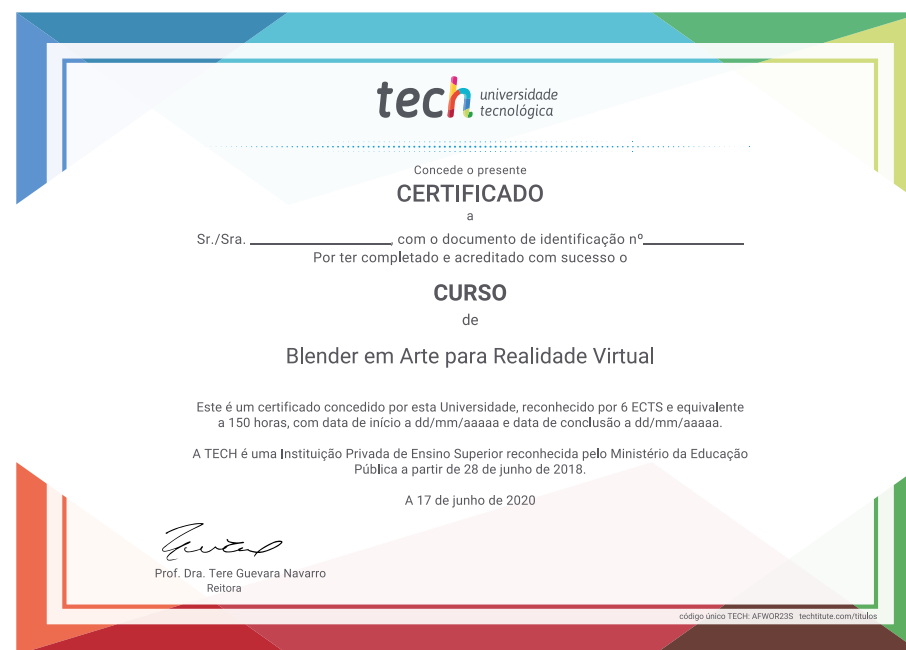 tech universidade
tecnológica
Concede o presente
CERTIFICADO
a
Sr./Sra. ____________________, com o documento de identificação nº______________
Por ter completado e acreditado com sucesso o
CURSO
de
Blender em Arte para Realidade Virtual
Este é um certificado concedido por esta Universidade, reconhecido por 6 ECTS e equivalente
a 150 horas, com data de início a dd/mm/aaaaa e data de conclusão a dd/mm/aaaaa.
A TECH é uma Instituição Privada de Ensino Superior reconhecida pelo Ministério da Educação
Pública a partir de 28 de junho de 2018.
A 17 de junho de 2020
Prof. Dra. Tere Guevara Navarro
Reitora
código único TECH: AFWOR23S techtitute.com/titulos